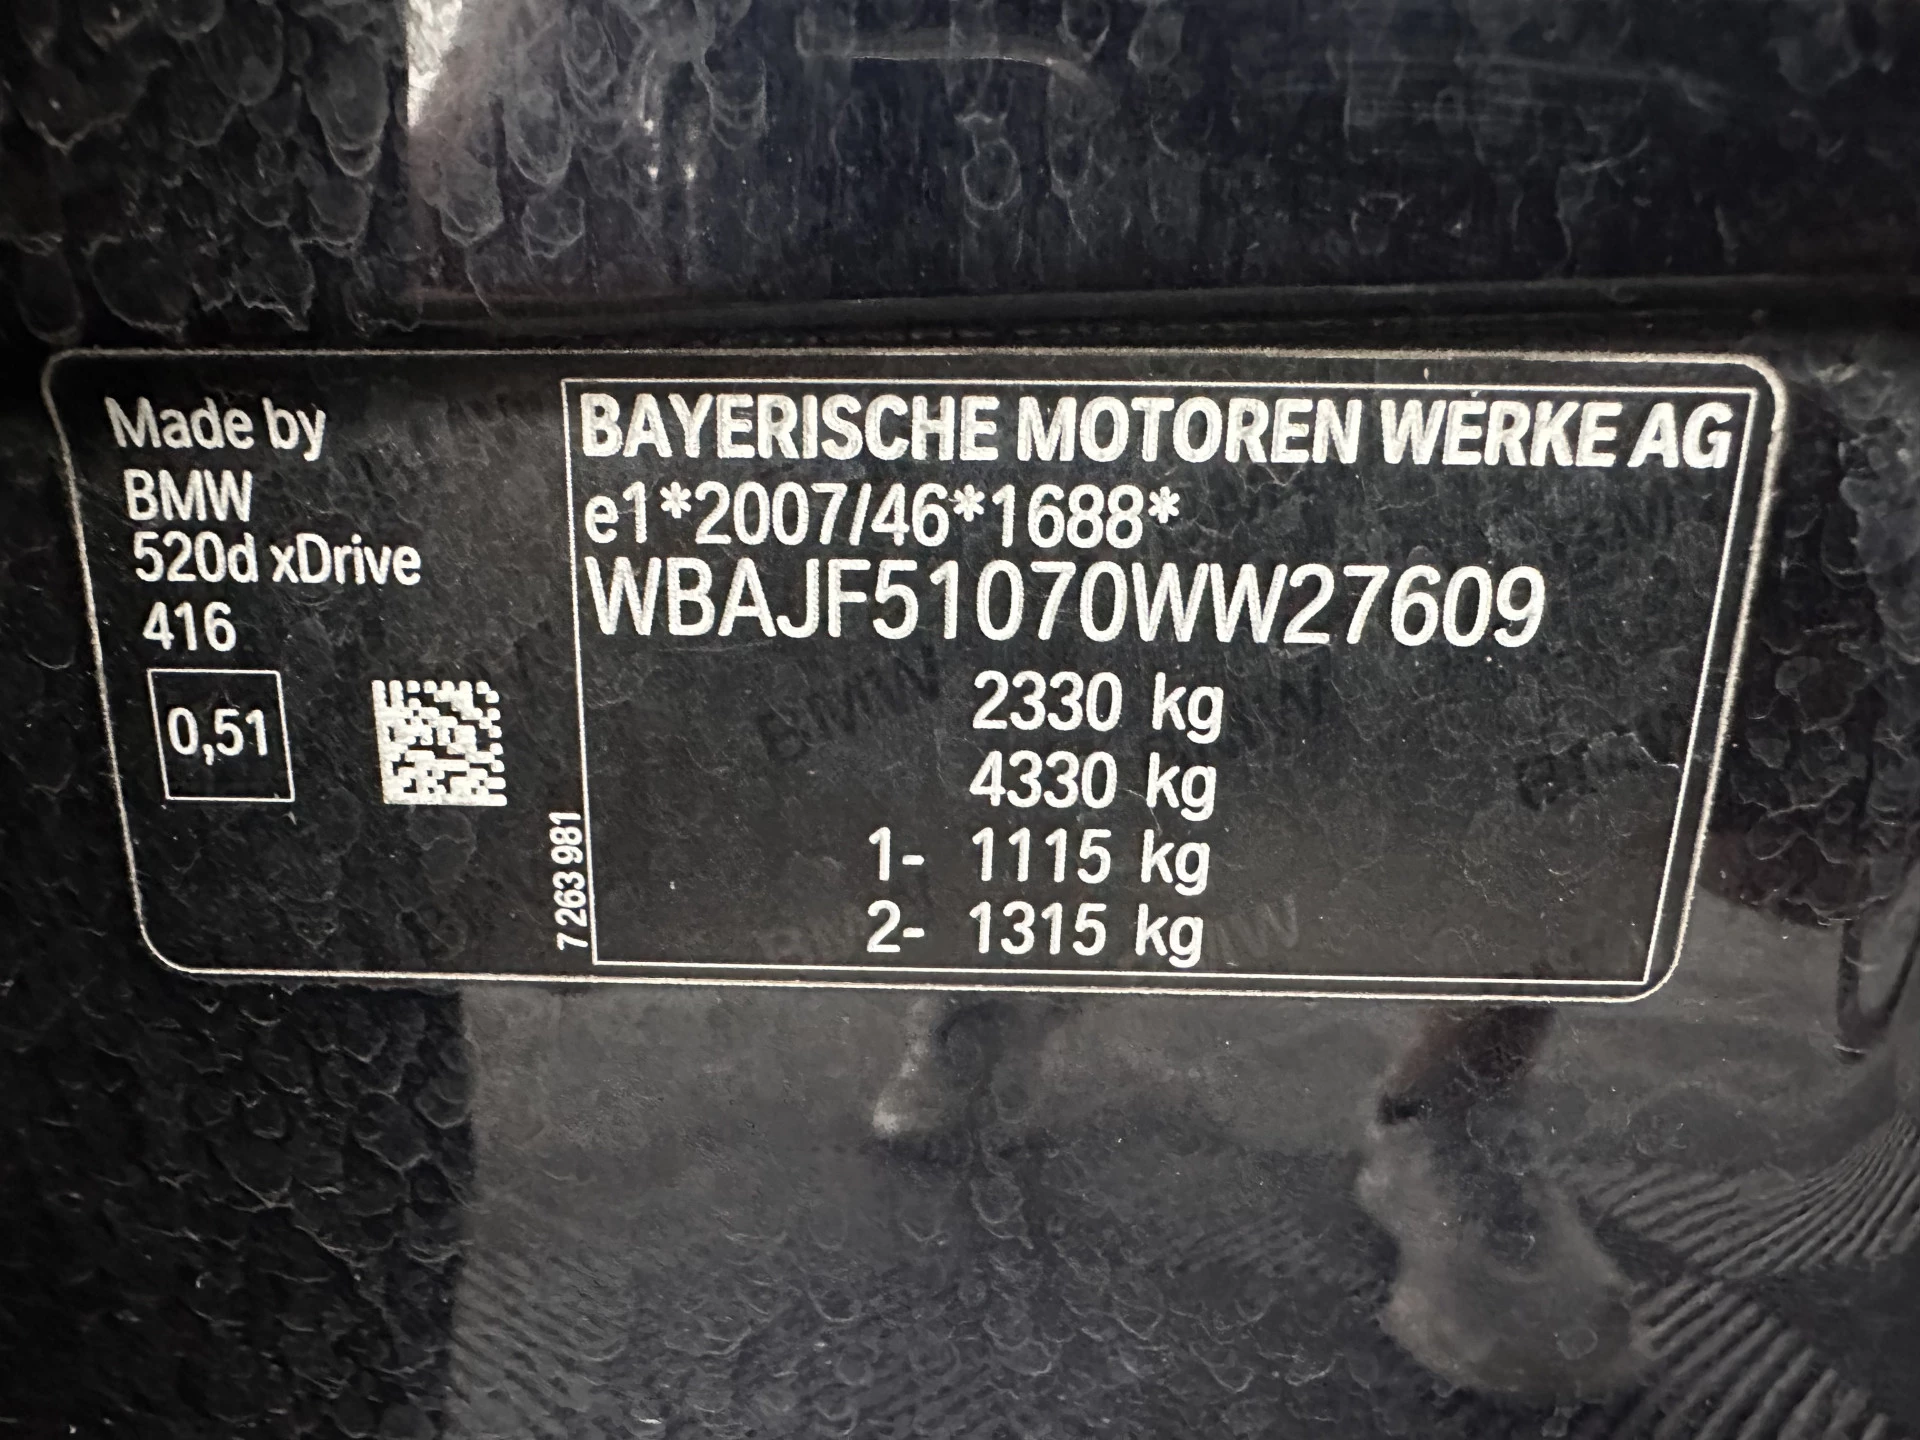 Made by
BMW
520d xDrive
416
0,51
7 263 981
BAYERISCHE MOTOREN WERKE AG
e1*2007/46*1688*
WBAJF51070WW27609
2330 kg
4330 kg
1- 1115 kg
2- 1315 kg